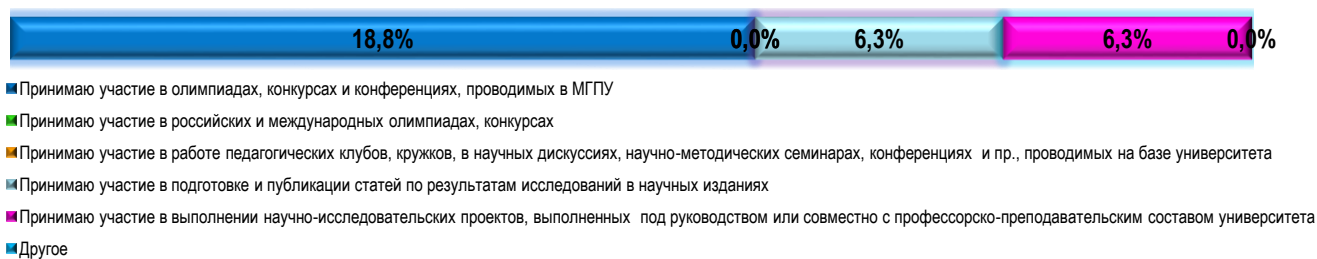 18,8% 0,0% 6,3% 6,3% 0,0%
Принимаю участие в олимпиадах, конкурсах и конференциях, проводимых в МГПУ
Принимаю участие в российских и международных олимпиадах, конкурсах
Принимаю участие в работе педагогических клубов, кружков, в научных дискуссиях, научно-методических семинарах, конференциях и пр., проводимых на базе университета
Принимаю участие в подготовке и публикации статей по результатам исследований в научных изданиях
Принимаю участие в выполнении научно-исследовательских проектов, выполненных под руководством или совместно с профессорско-преподавательским составом университета
Другое